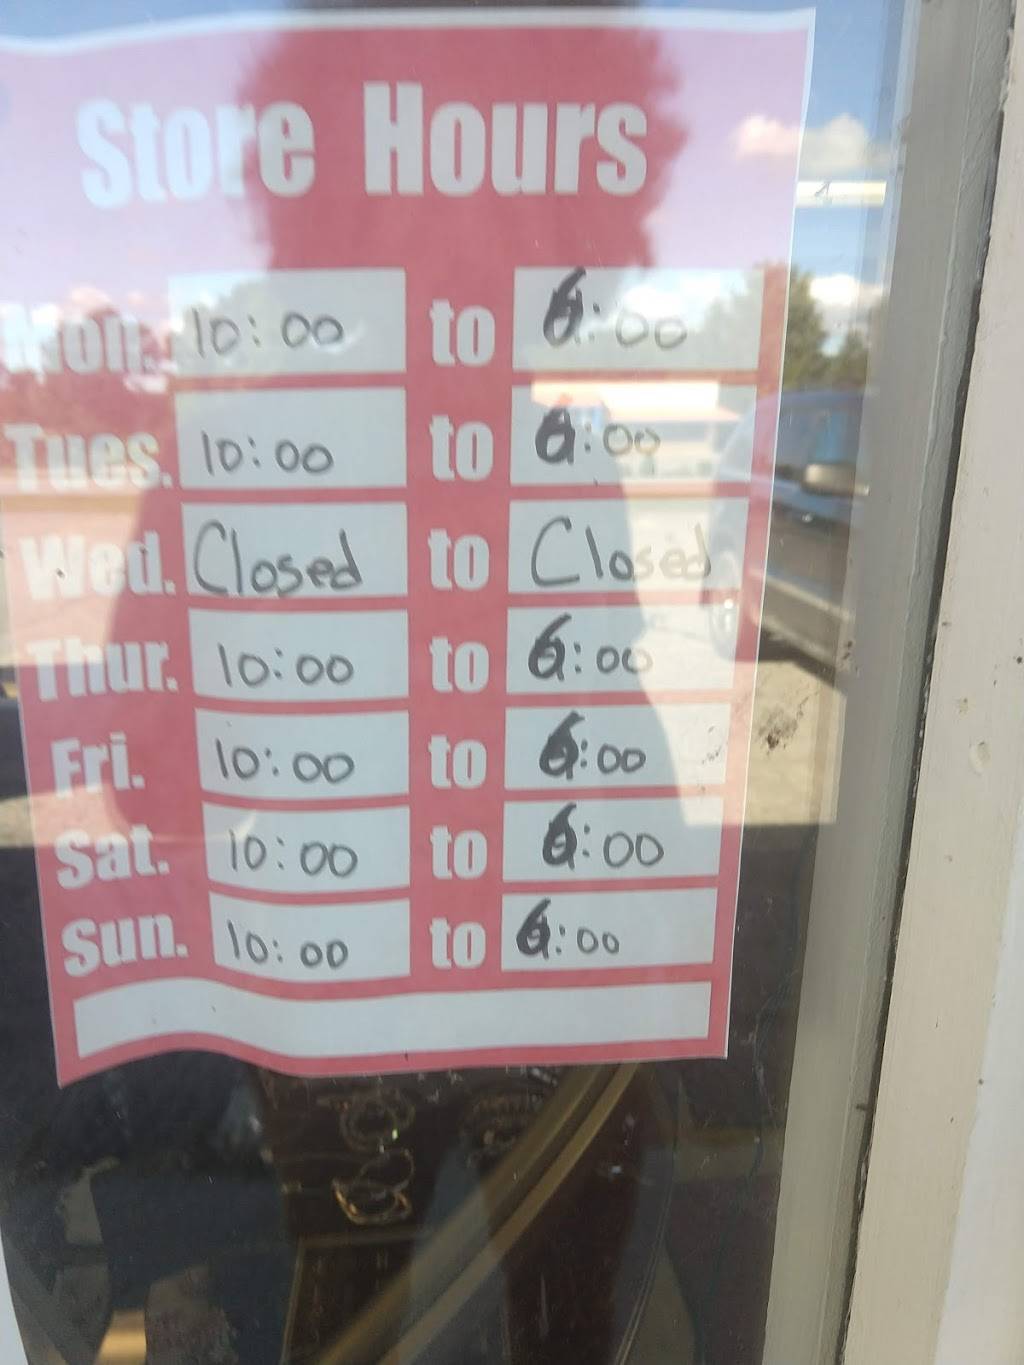 Store Hours
Mon. 10:00 to 6:00
Tues. 10:00 to 6:00
Wed. Closed to Closed
Thur. 10:00 to 6:00
Fri. 10:00 to 6:00
Sat. 10:00 to 6:00
Sun. 10:00 to 6:00